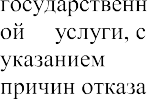 государственн
ой услуги, с
указанием
причин отказа